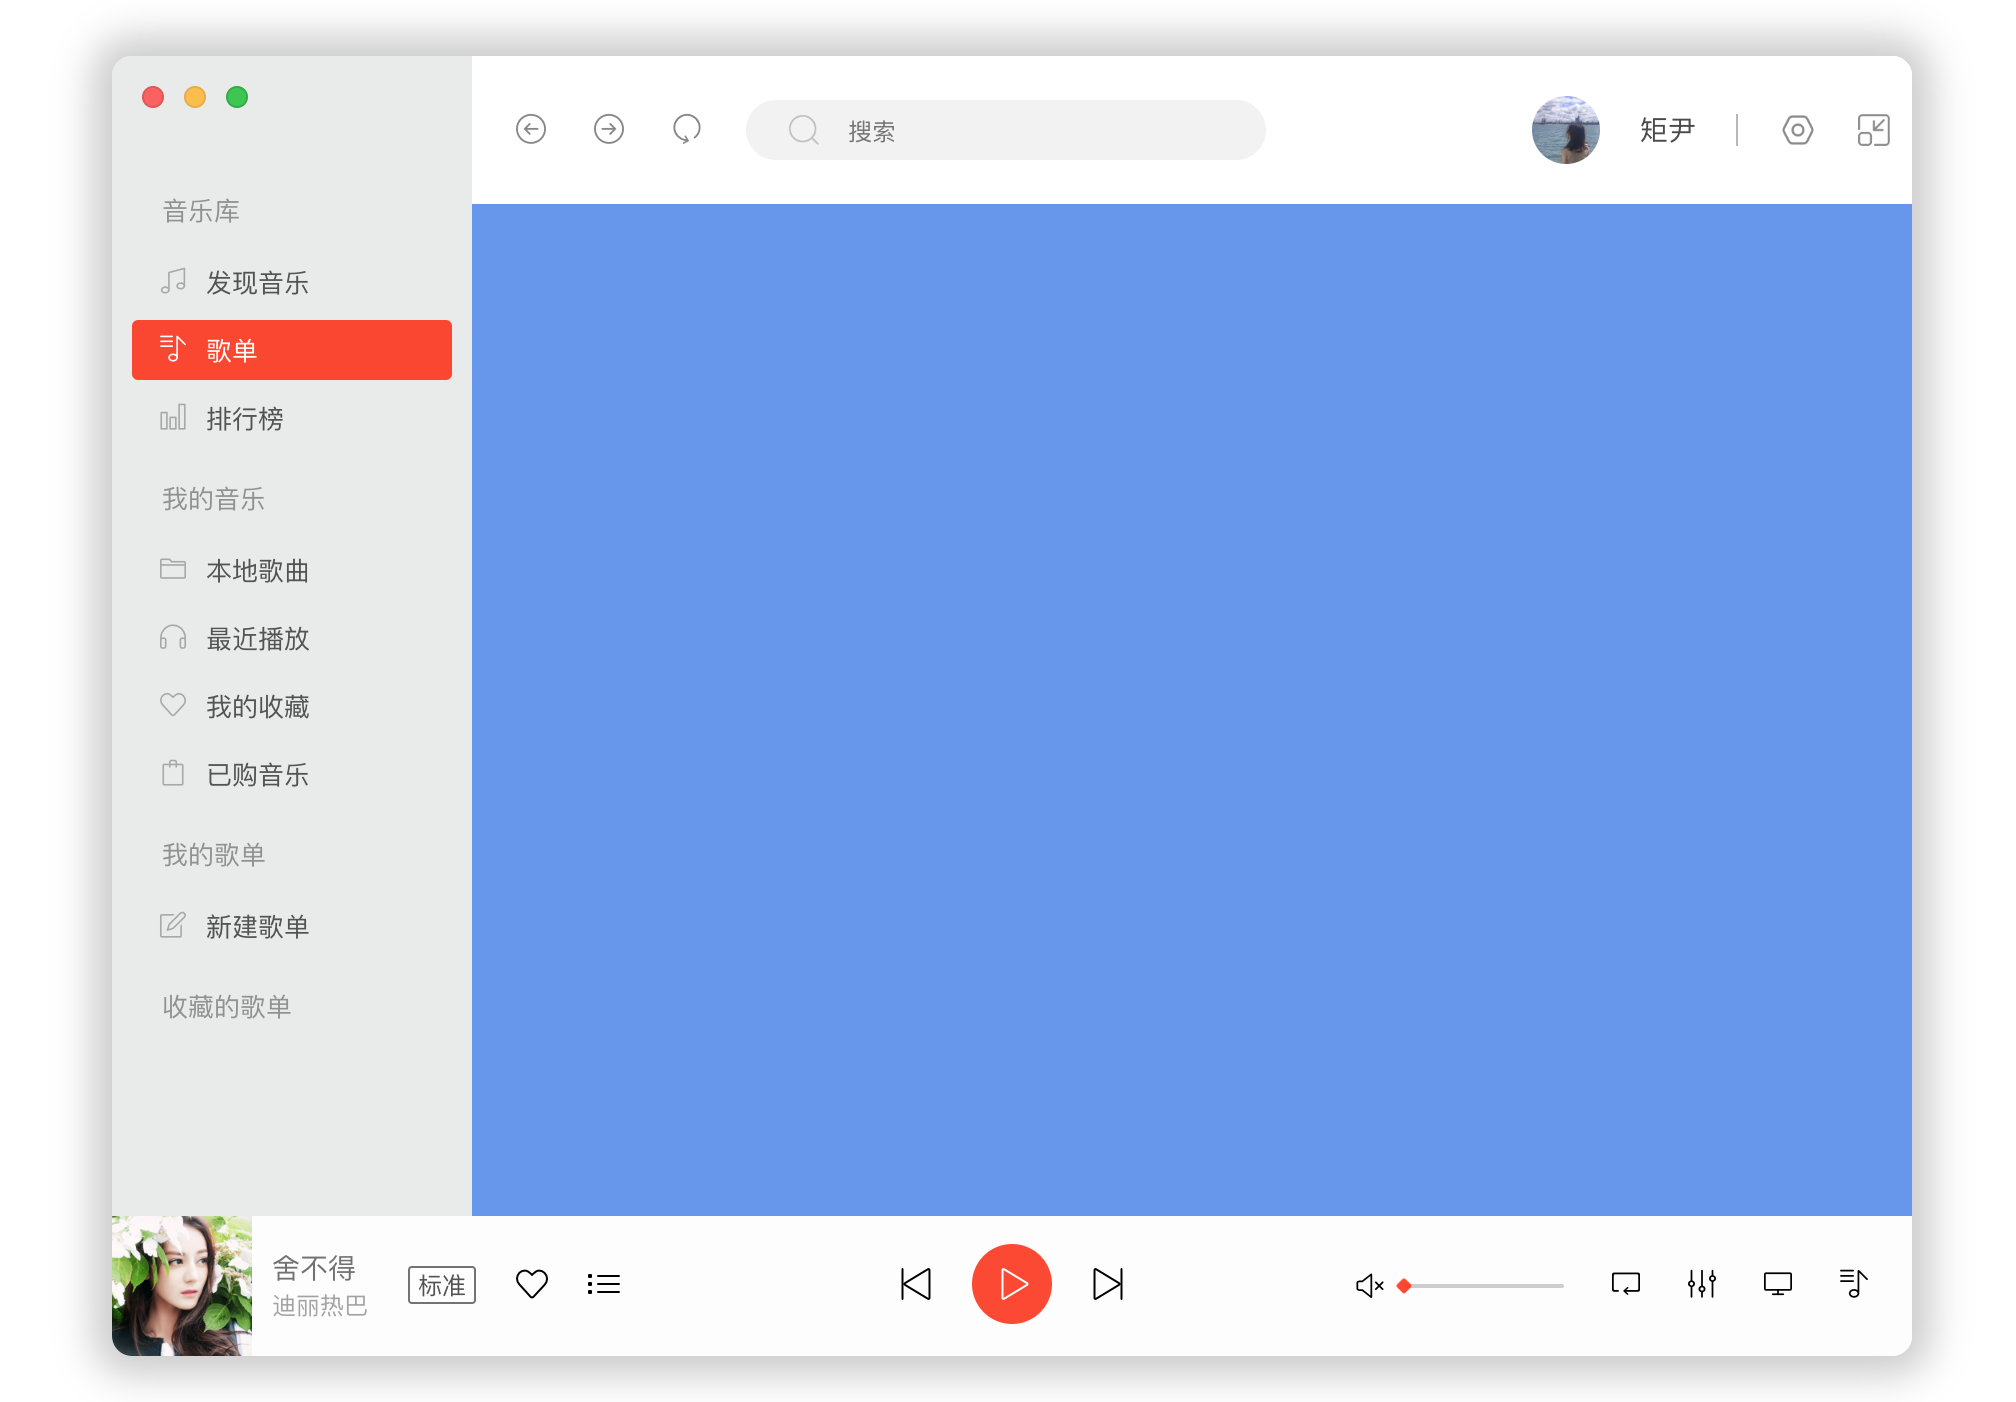 搜索
矩尹
音乐库
发现音乐
歌单
排行榜
我的音乐
本地歌曲
最近播放
我的收藏
已购音乐
我的歌单
新建歌单
收藏的歌单
舍不得
迪丽热巴
标准